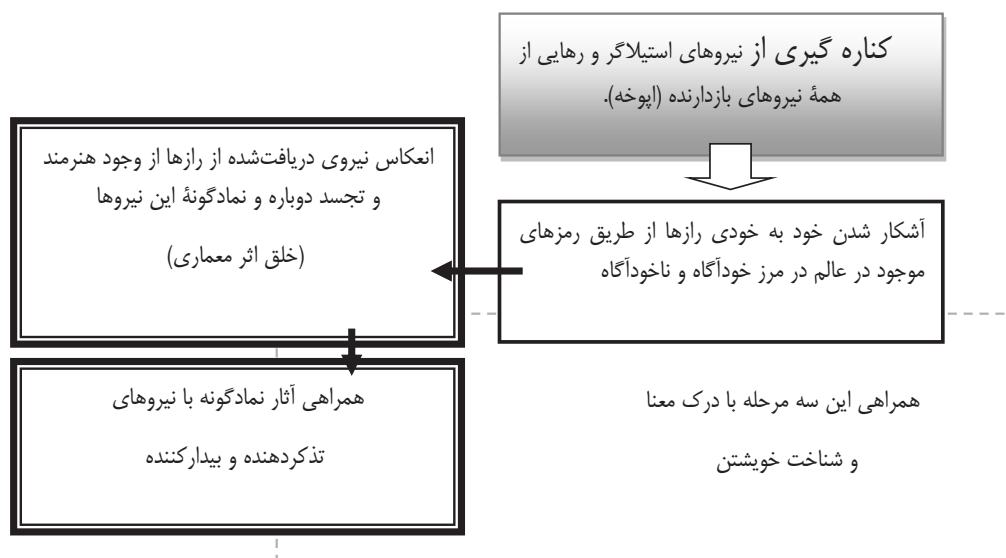 کناره گیری از نیروهای استیلاگر و رهایی از
همهٔ نیروهای بازدارنده (اپوخه).
آشکار شدن خود به خودی رازها از طریق رمزهای
موجود در عالم در مرز خودآگاه و ناخودآگاه
انعکاس نیروی دریافت‌شده از رازها از وجود هنرمند
و تجسد دوباره و نمادگونهٔ این نیروها
(خلق اثر معماری)
همراهی آثار نمادگونه با نیروهای
تذکردهنده و بیدارکننده
همراهی این سه مرحله با درک معنا
و شناخت خویشتن